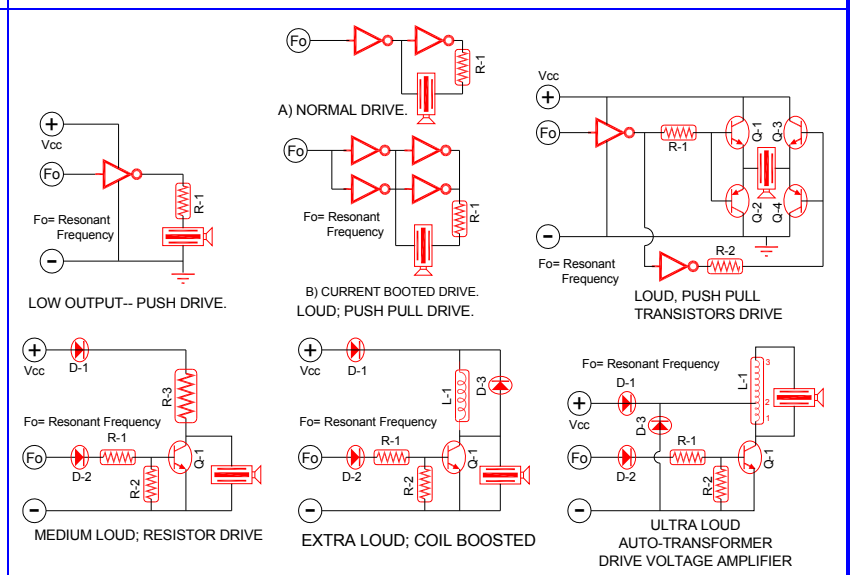 Fo
R-1
A) NORMAL DRIVE.
Fo
Fo= Resonant
Frequency
R-1
B) CURRENT BOOTED DRIVE.
LOUD; PUSH PULL DRIVE.
+
Vcc
Fo
R-1
Fo= Resonant
Frequency
−
LOW OUTPUT-- PUSH DRIVE.
Vcc
+
Fo
R-1
Q-1
Q-3
Q-2
Q-4
−
R-2
Fo= Resonant
Frequency
LOUD, PUSH PULL
TRANSISTORS DRIVE
+
Vcc
D-1
R-3
Fo= Resonant Frequency
R-1
Fo
D-2
R-2
Q-1
−
MEDIUM LOUD; RESISTOR DRIVE
+
Vcc
D-1
L-1
D-3
Fo= Resonant Frequency
R-1
Fo
D-2
R-2
Q-1
−
EXTRA LOUD; COIL BOOSTED
Fo= Resonant Frequency
D-1
+
Vcc
D-3
L-1
3
2
1
R-1
Fo
D-2
R-2
Q-1
−
ULTRA LOUD
AUTO-TRANSFORMER
DRIVE VOLTAGE AMPLIFIER